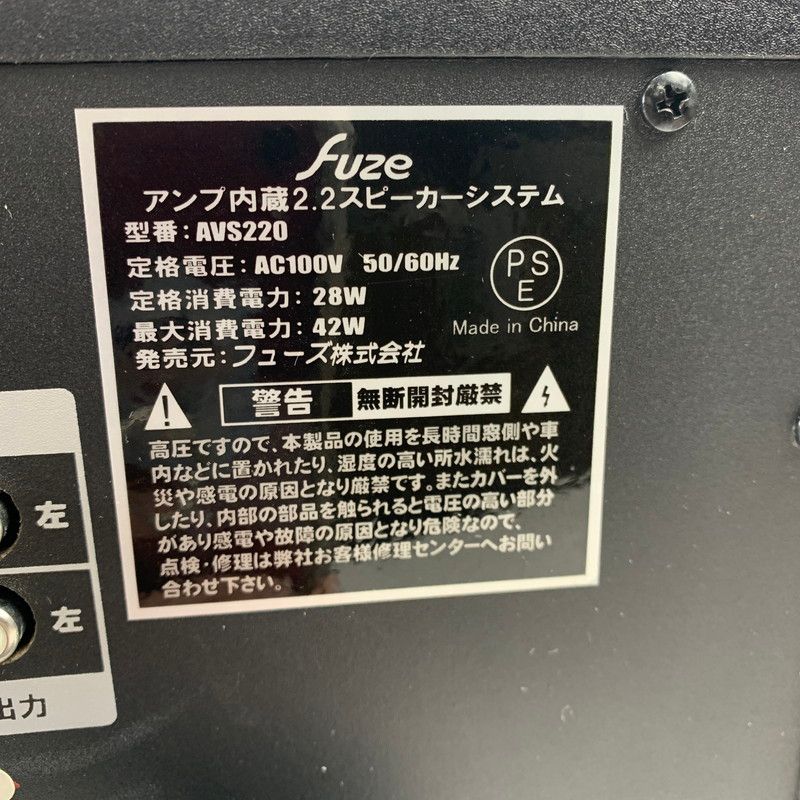 fuze
アンプ内蔵2.2スピーカーシステム
型番：AVS220
定格電圧：AC100V 50/60Hz
定格消費電力：28W
最大消費電力：42W
発売元：フューズ株式会社
PS
E
Made in China
警告 無断開封厳禁
高圧ですので、本製品の使用を長時間窓側や車
内などに置かれたり、湿度の高い所水濡れは、火
災や感電の原因となり厳禁です。またカバーを外
したり、内部の部品を触られると電圧の高い部分
があり感電や故障の原因となり危険なので、
点検・修理は弊社お客様修理センターへお問い
合わせ下さい。
左
左
出力